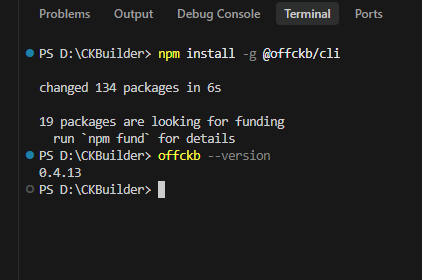 Problems Output Debug Console Terminal Ports
PS D:\CKBuilder> npm install -g @offckb/cli
changed 134 packages in 6s
19 packages are looking for funding
run `npm fund` for details
PS D:\CKBuilder> offckb --version
0.4.13
PS D:\CKBuilder>